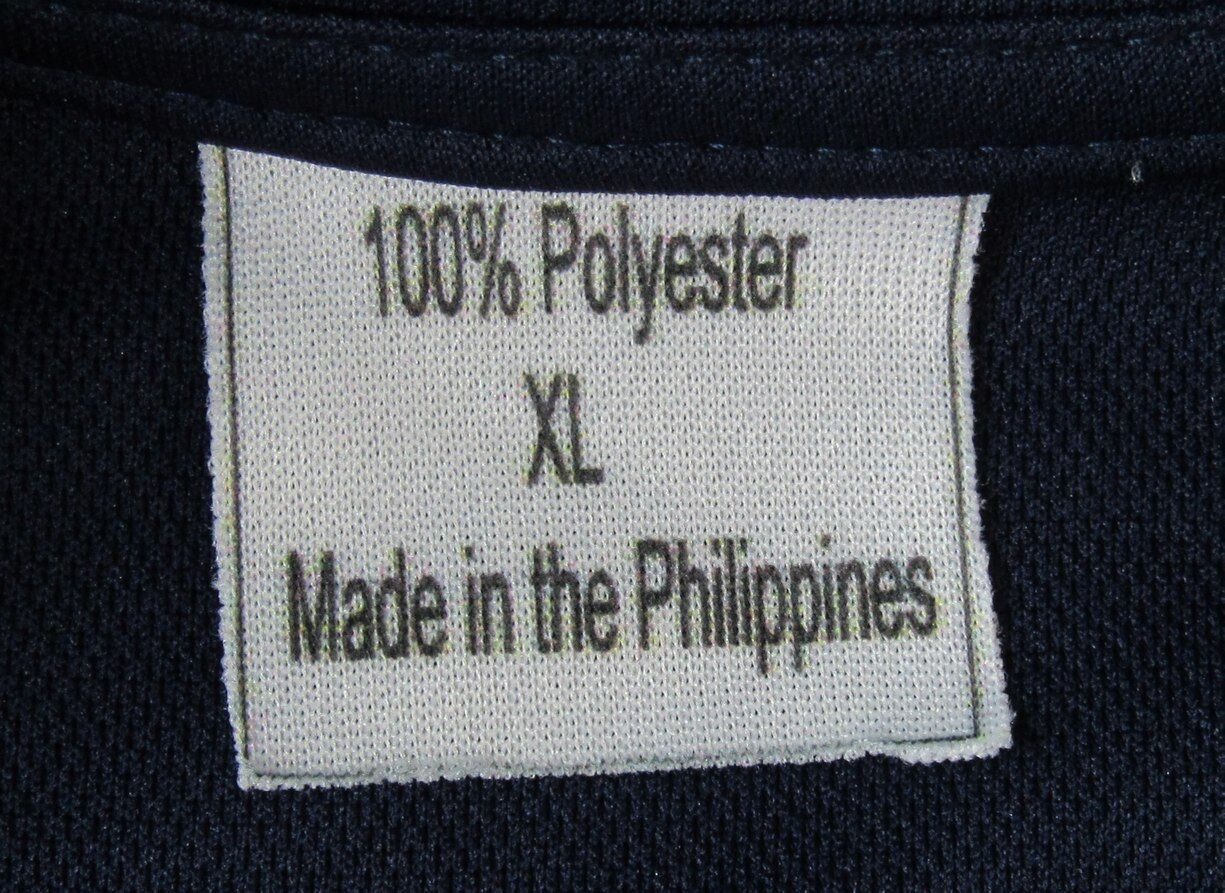 100% Polyester
XL
Made in the Philippines